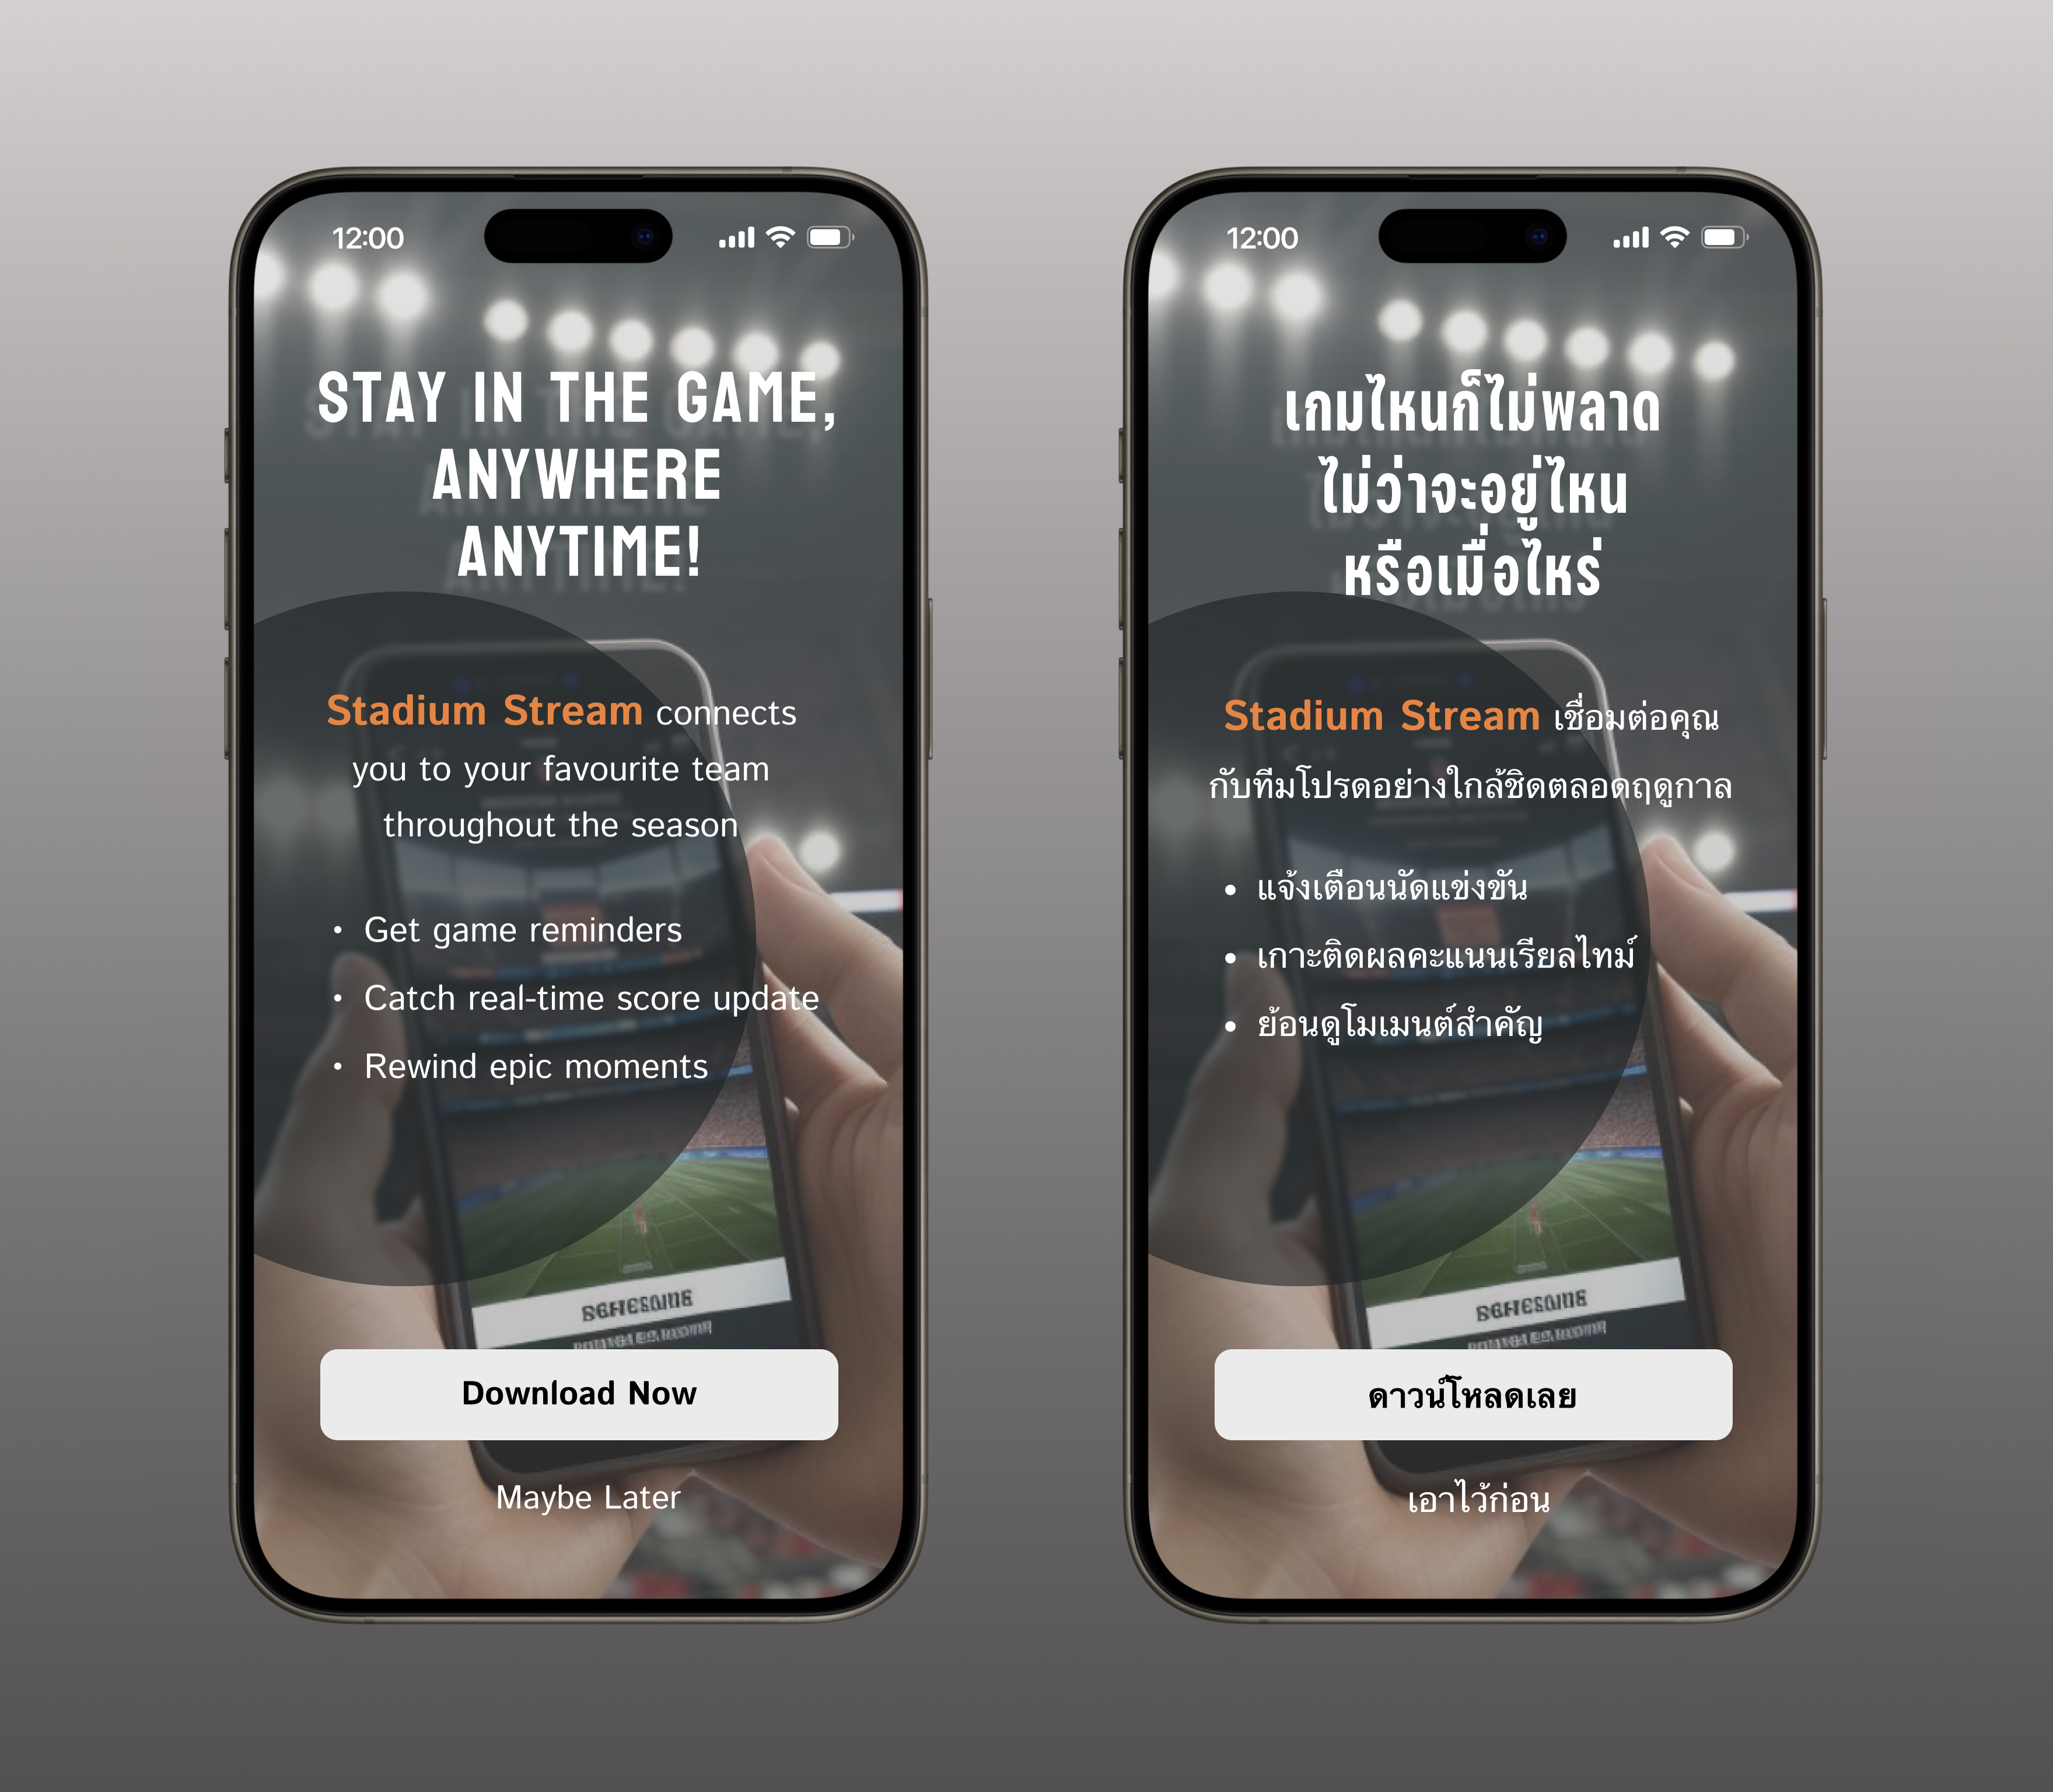 12:00
STAY IN THE GAME,
ANYWHERE
ANYTIME!
Stadium Stream connects
you to your favourite team
throughout the season
• Get game reminders
• Catch real-time score update
• Rewind epic moments
Download Now
Maybe Later
12:00
เกมไหนก็ไม่พลาด
ไม่ว่าจะอยู่ไหน
หรือเมื่อไหร่
Stadium Stream เชื่อมต่อคุณ
กับทีมโปรดอย่างใกล้ชิดตลอดฤดูกาล
• แจ้งเตือนนัดแข่งขัน
• เกาะติดผลคะแนนเรียลไทม์
• ย้อนดูโมเมนต์สำคัญ
ดาวน์โหลดเลย
เอาไว้ก่อน